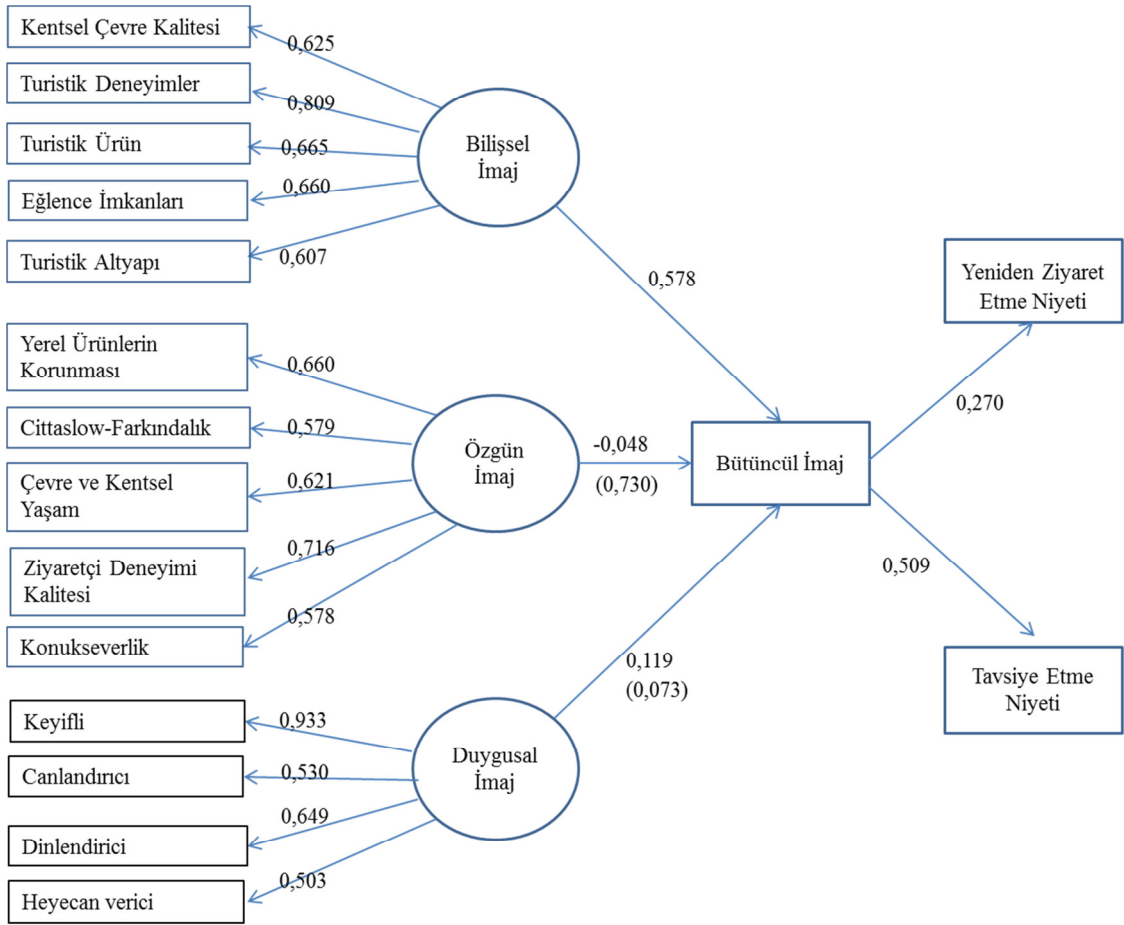 Kentsel Çevre Kalitesi
0,625
Turistik Deneyimler
0,809
Turistik Ürün
0,665
Eğlence İmkanları
0,660
Turistik Altyapı
0,607
Bilişsel
İmaj
0,578
Yerel Ürünlerin
Korunması
0,660
Cittaslow-Farkındalık
0,579
Çevre ve Kentsel
Yaşam
0,621
Ziyaretçi Deneyimi
Kalitesi
0,716
Konukseverlik
0,578
Özgün
İmaj
-0,048
(0,730)
Keyifli
0,933
Canlandırıcı
0,530
Dinlendirici
0,649
Heyecan verici
0,503
Duygusal
İmaj
0,119
(0,073)
Bütüncül İmaj
0,270
0,509
Yeniden Ziyaret
Etme Niyeti
Tavsiye Etme
Niyeti